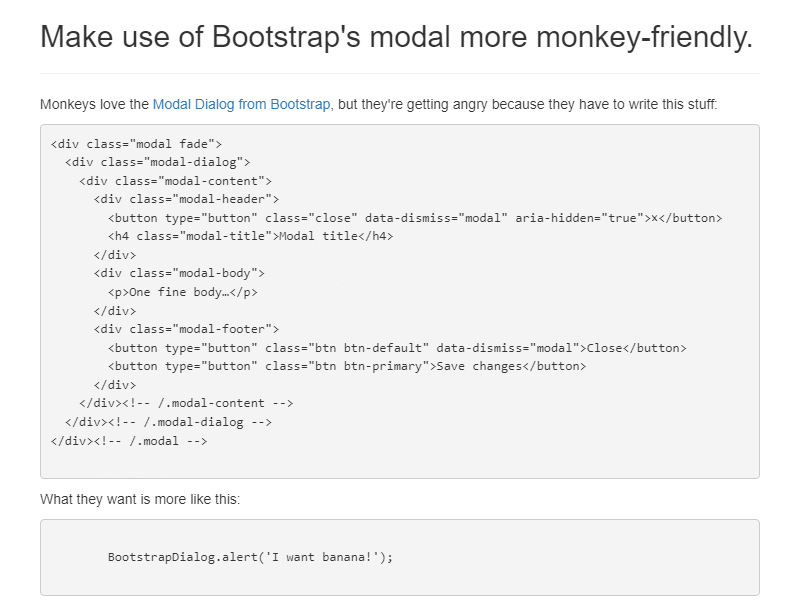 Make use of Bootstrap's modal more monkey-friendly.
Monkeys love the Modal Dialog from Bootstrap, but they're getting angry because they have to write this stuff:
<div class="modal fade">
  <div class="modal-dialog">
    <div class="modal-content">
      <div class="modal-header">
        <button type="button" class="close" data-dismiss="modal" aria-hidden="true">×</button>
        <h4 class="modal-title">Modal title</h4>
      </div>
      <div class="modal-body">
        <p>One fine body…</p>
      </div>
      <div class="modal-footer">
        <button type="button" class="btn btn-default" data-dismiss="modal">Close</button>
        <button type="button" class="btn btn-primary">Save changes</button>
      </div>
    </div><!-- /.modal-content -->
  </div><!-- /.modal-dialog -->
</div><!-- /.modal -->
What they want is more like this:
        BootstrapDialog.alert('I want banana!');